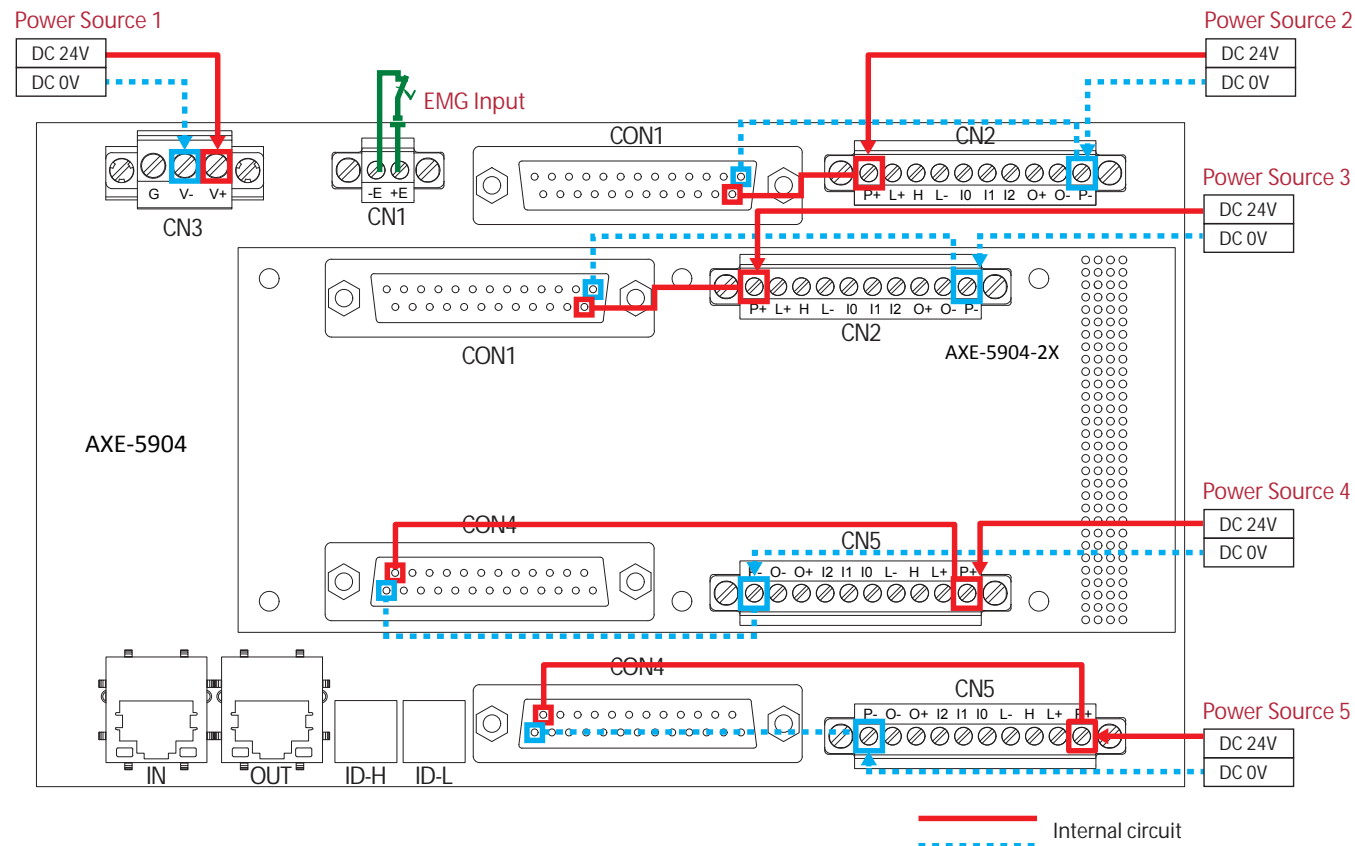 Power Source 1
DC 24V
DC 0V
Power Source 2
DC 24V
DC 0V
EMG Input
CON1
CN2
G V- V+
CN3
-E +E
CN1
P+ L+ H L- I0 I1 I2 O+ O- P-
Power Source 3
DC 24V
DC 0V
P+ L+ H L- I0 I1 I2 O+ O- P-
CON1
CN2
AXE-5904-2X
AXE-5904
Power Source 4
DC 24V
DC 0V
CON4
CN5
P- O- O+ I2 I1 I0 L- H L+ P+
CON4
CN5
P- O- O+ I2 I1 I0 L- H L+ P+
Power Source 5
DC 24V
DC 0V
IN
OUT
ID-H
ID-L
Internal circuit